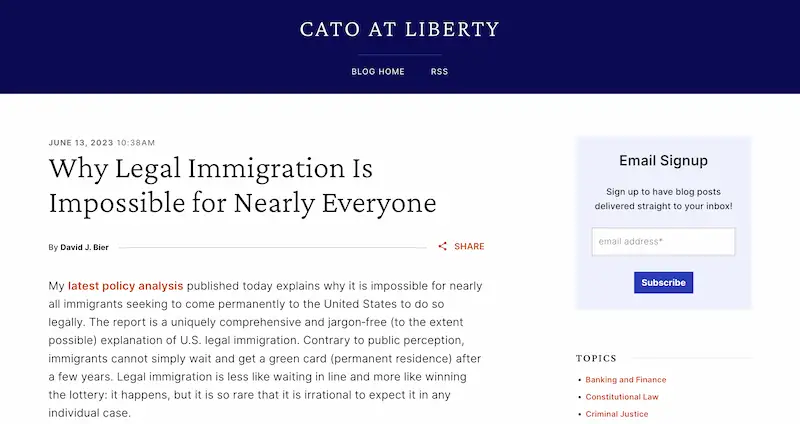 CATO AT LIBERTY
BLOG HOME RSS
JUNE 13, 2023 10:38AM
Why Legal Immigration Is
Impossible for Nearly Everyone
By David J. Bier
SHARE
My latest policy analysis published today explains why it is impossible for nearly
all immigrants seeking to come permanently to the United States to do so
legally. The report is a uniquely comprehensive and jargon-free (to the extent
possible) explanation of U.S. legal immigration. Contrary to public perception,
immigrants cannot simply wait and get a green card (permanent residence) after
a few years. Legal immigration is less like waiting in line and more like winning
the lottery: it happens, but it is so rare that it is irrational to expect it in any
individual case.
Email Signup
Sign up to have blog posts
delivered straight to your inbox!
email address*
Subscribe
TOPICS
• Banking and Finance
• Constitutional Law
• Criminal Justice